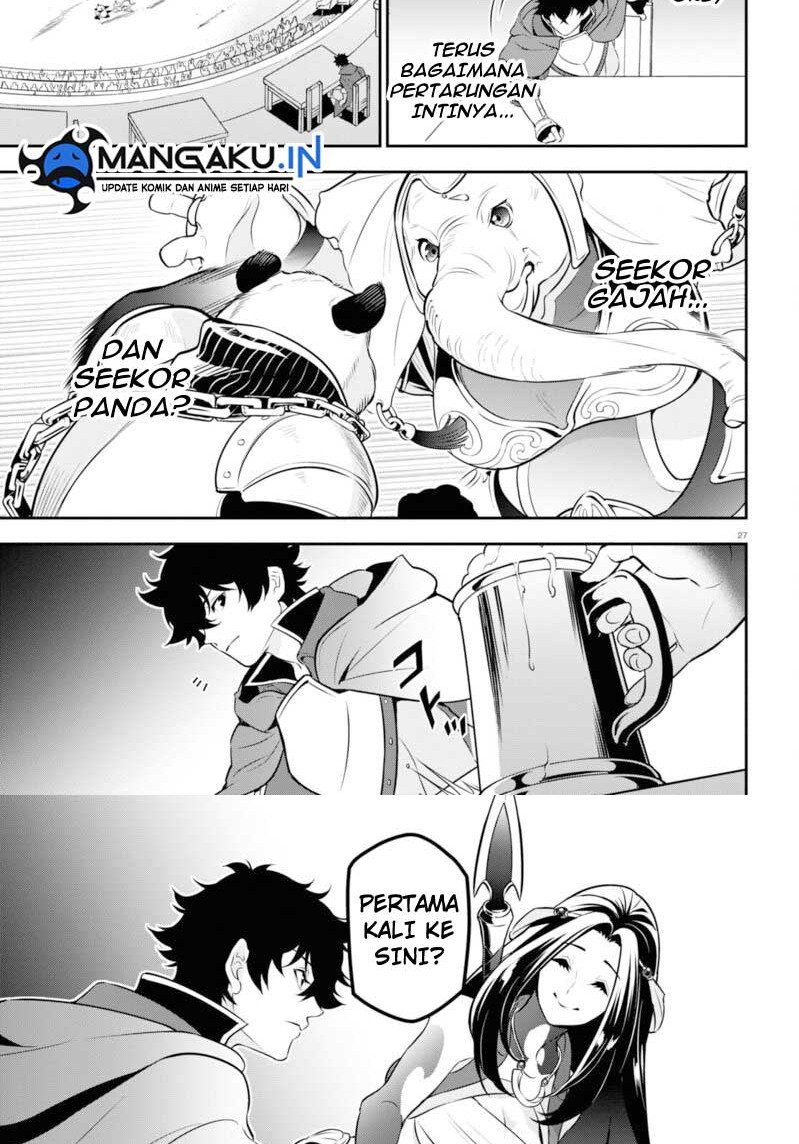 TERUS
BAGAIMANA
PERTARUNGAN
INTINYA...
MANGAKU.IN
UPDATE KOMIK DAN ANIME SETIAP HARI
SEEKOR
GAJAH...
DAN
SEEKOR
PANDA?
27
コトッ
PERTAMA
KALI KE
SINI?